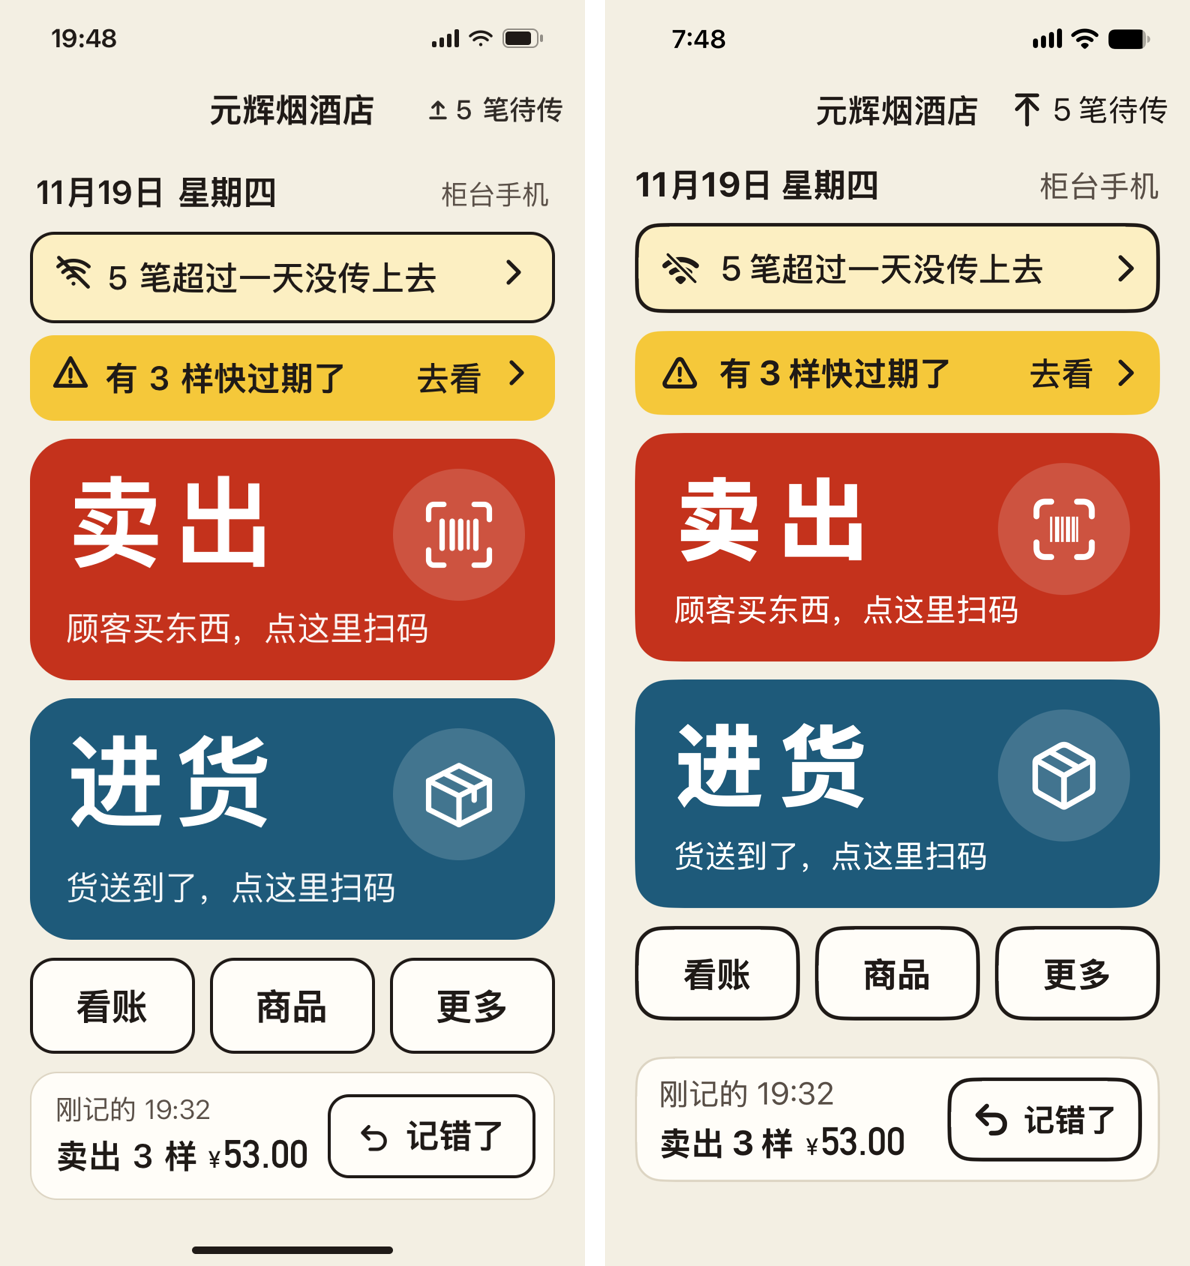 19:48
元辉烟酒店 5 笔待传
11月19日 星期四 柜台手机
5 笔超过一天没传上去
有 3 样快过期了 去看
卖出
顾客买东西，点这里扫码
进货
货送到了，点这里扫码
看账 商品 更多
刚记的 19:32
卖出 3 样 ¥53.00 记错了
7:48
元辉烟酒店 5 笔待传
11月19日 星期四 柜台手机
5 笔超过一天没传上去
有 3 样快过期了 去看
卖出
顾客买东西，点这里扫码
进货
货送到了，点这里扫码
看账 商品 更多
刚记的 19:32
卖出 3 样 ¥53.00 记错了